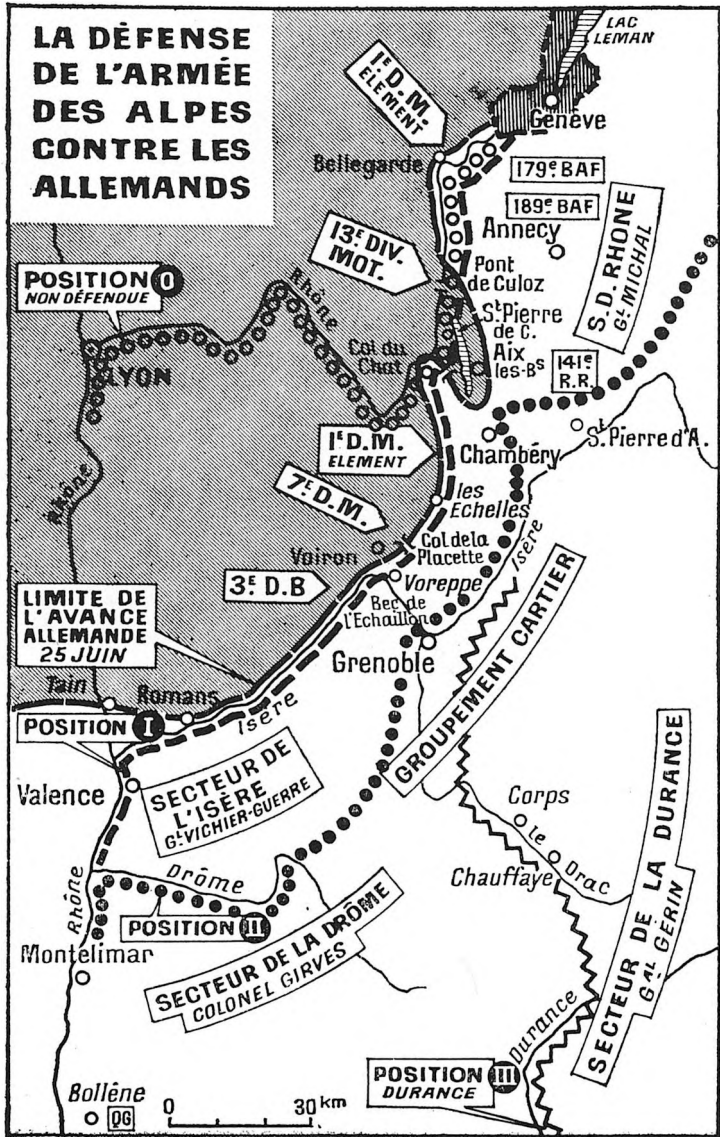 LA DÉFENSE
DE L'ARMÉE
DES ALPES
CONTRE LES
ALLEMANDS
LAC
LEMAN
Genève
1e D.M.
ELEMENT
Bellegarde
179e BAF
189e BAF
Annecy
13E DIV.
MOT.
S.D. RHONE
Gl MICHAL
POSITION O
NON DÉFENDUE
Rhône
Pont
de Culoz
St Pierre
de C.
Aix
les-Bs
Col du
Chat
LYON
141e
R.R.
St Pierre d'A.
Chambéry
1e D.M.
ELEMENT
Rhône
7E D.M.
les
Echelles
Isère
Col de la
Placette
Voiron
Voreppe
3E D.B
Bec de
l'Echaillon
Grenoble
LIMITE DE
L'AVANCE
ALLEMANDE
25 JUIN
GROUPEMENT CARTIER
Tain
Romans
Isère
POSITION I
Valence
SECTEUR DE
L'ISÈRE
Gl VICHIER-GUERRE
SECTEUR DE LA DURANCE
GAL GERIN
Corps
le
Drac
Chauffaye
Rhône
Drôme
POSITION II
Montelimar
SECTEUR DE LA DRÔME
COLONEL GIRVES
Durance
POSITION III
DURANCE
Bollène
QG
0 30 km